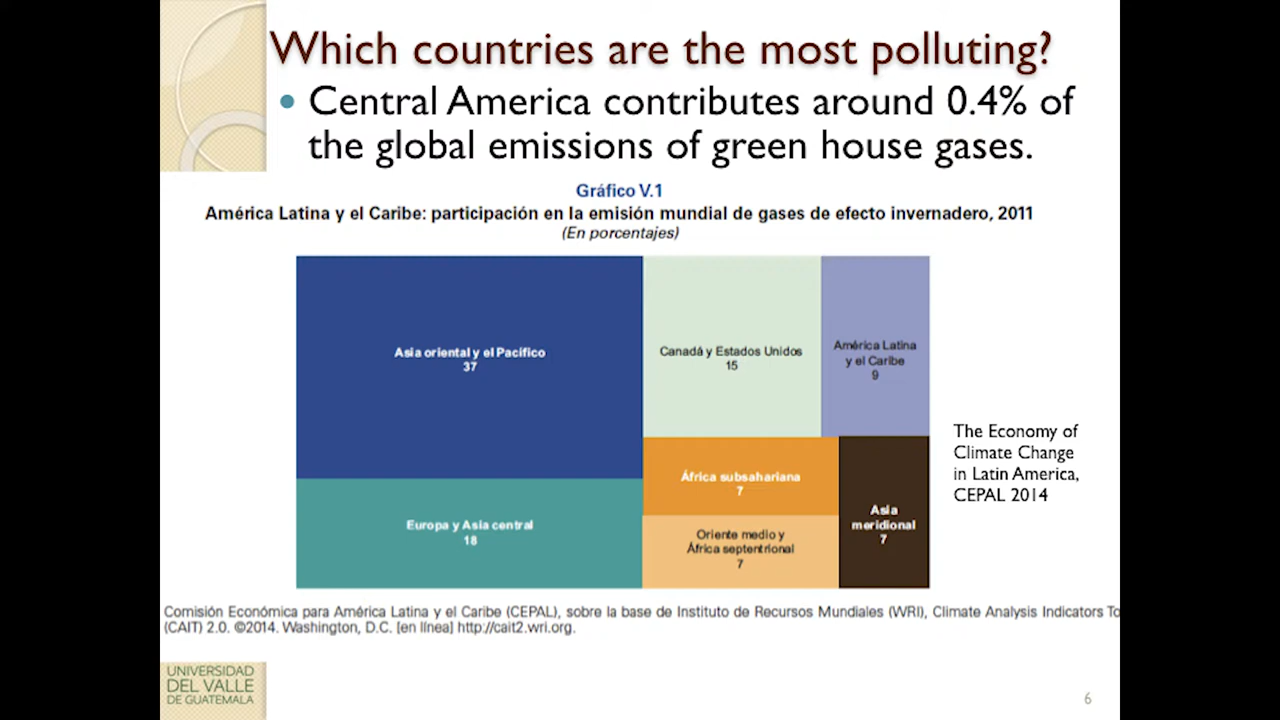 Which countries are the most polluting?
• Central America contributes around 0.4% of
the global emissions of green house gases.
Gráfico V.1
América Latina y el Caribe: participación en la emisión mundial de gases de efecto invernadero, 2011
(En porcentajes)
Asia oriental y el Pacífico
37
Canadá y Estados Unidos
15
América Latina
y el Caribe
9
Europa y Asia central
18
África subsahariana
7
Oriente medio y
África septentrional
7
Asia
meridional
7
The Economy of
Climate Change
in Latin America,
CEPAL 2014
Comisión Económica para América Latina y el Caribe (CEPAL), sobre la base de Instituto de Recursos Mundiales (WRI), Climate Analysis Indicators To
(CAIT) 2.0. ©2014. Washington, D.C. [en línea] http://cait2.wri.org.
UNIVERSIDAD
DEL VALLE
DE GUATEMALA
6